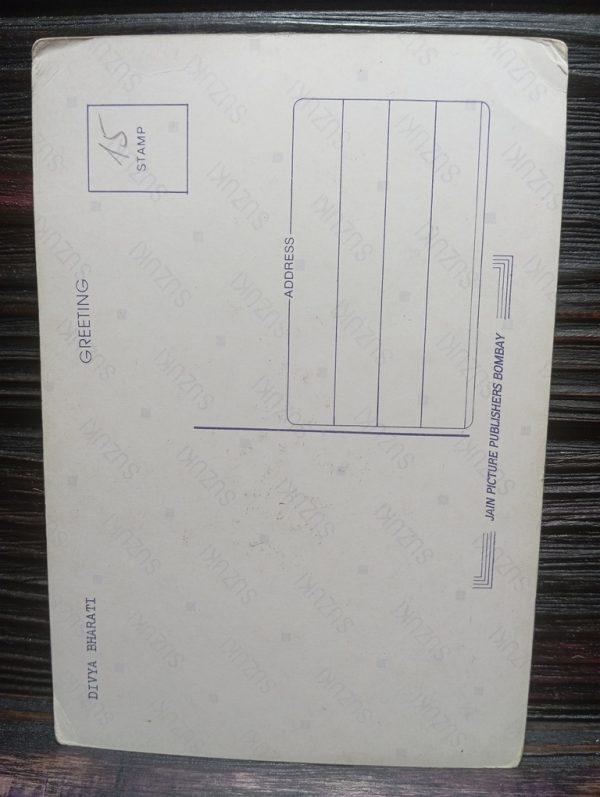 DIVYA BHARATI
GREETING
15
STAMP
ADDRESS
JAIN PICTURE PUBLISHERS BOMBAY
SUZUKI